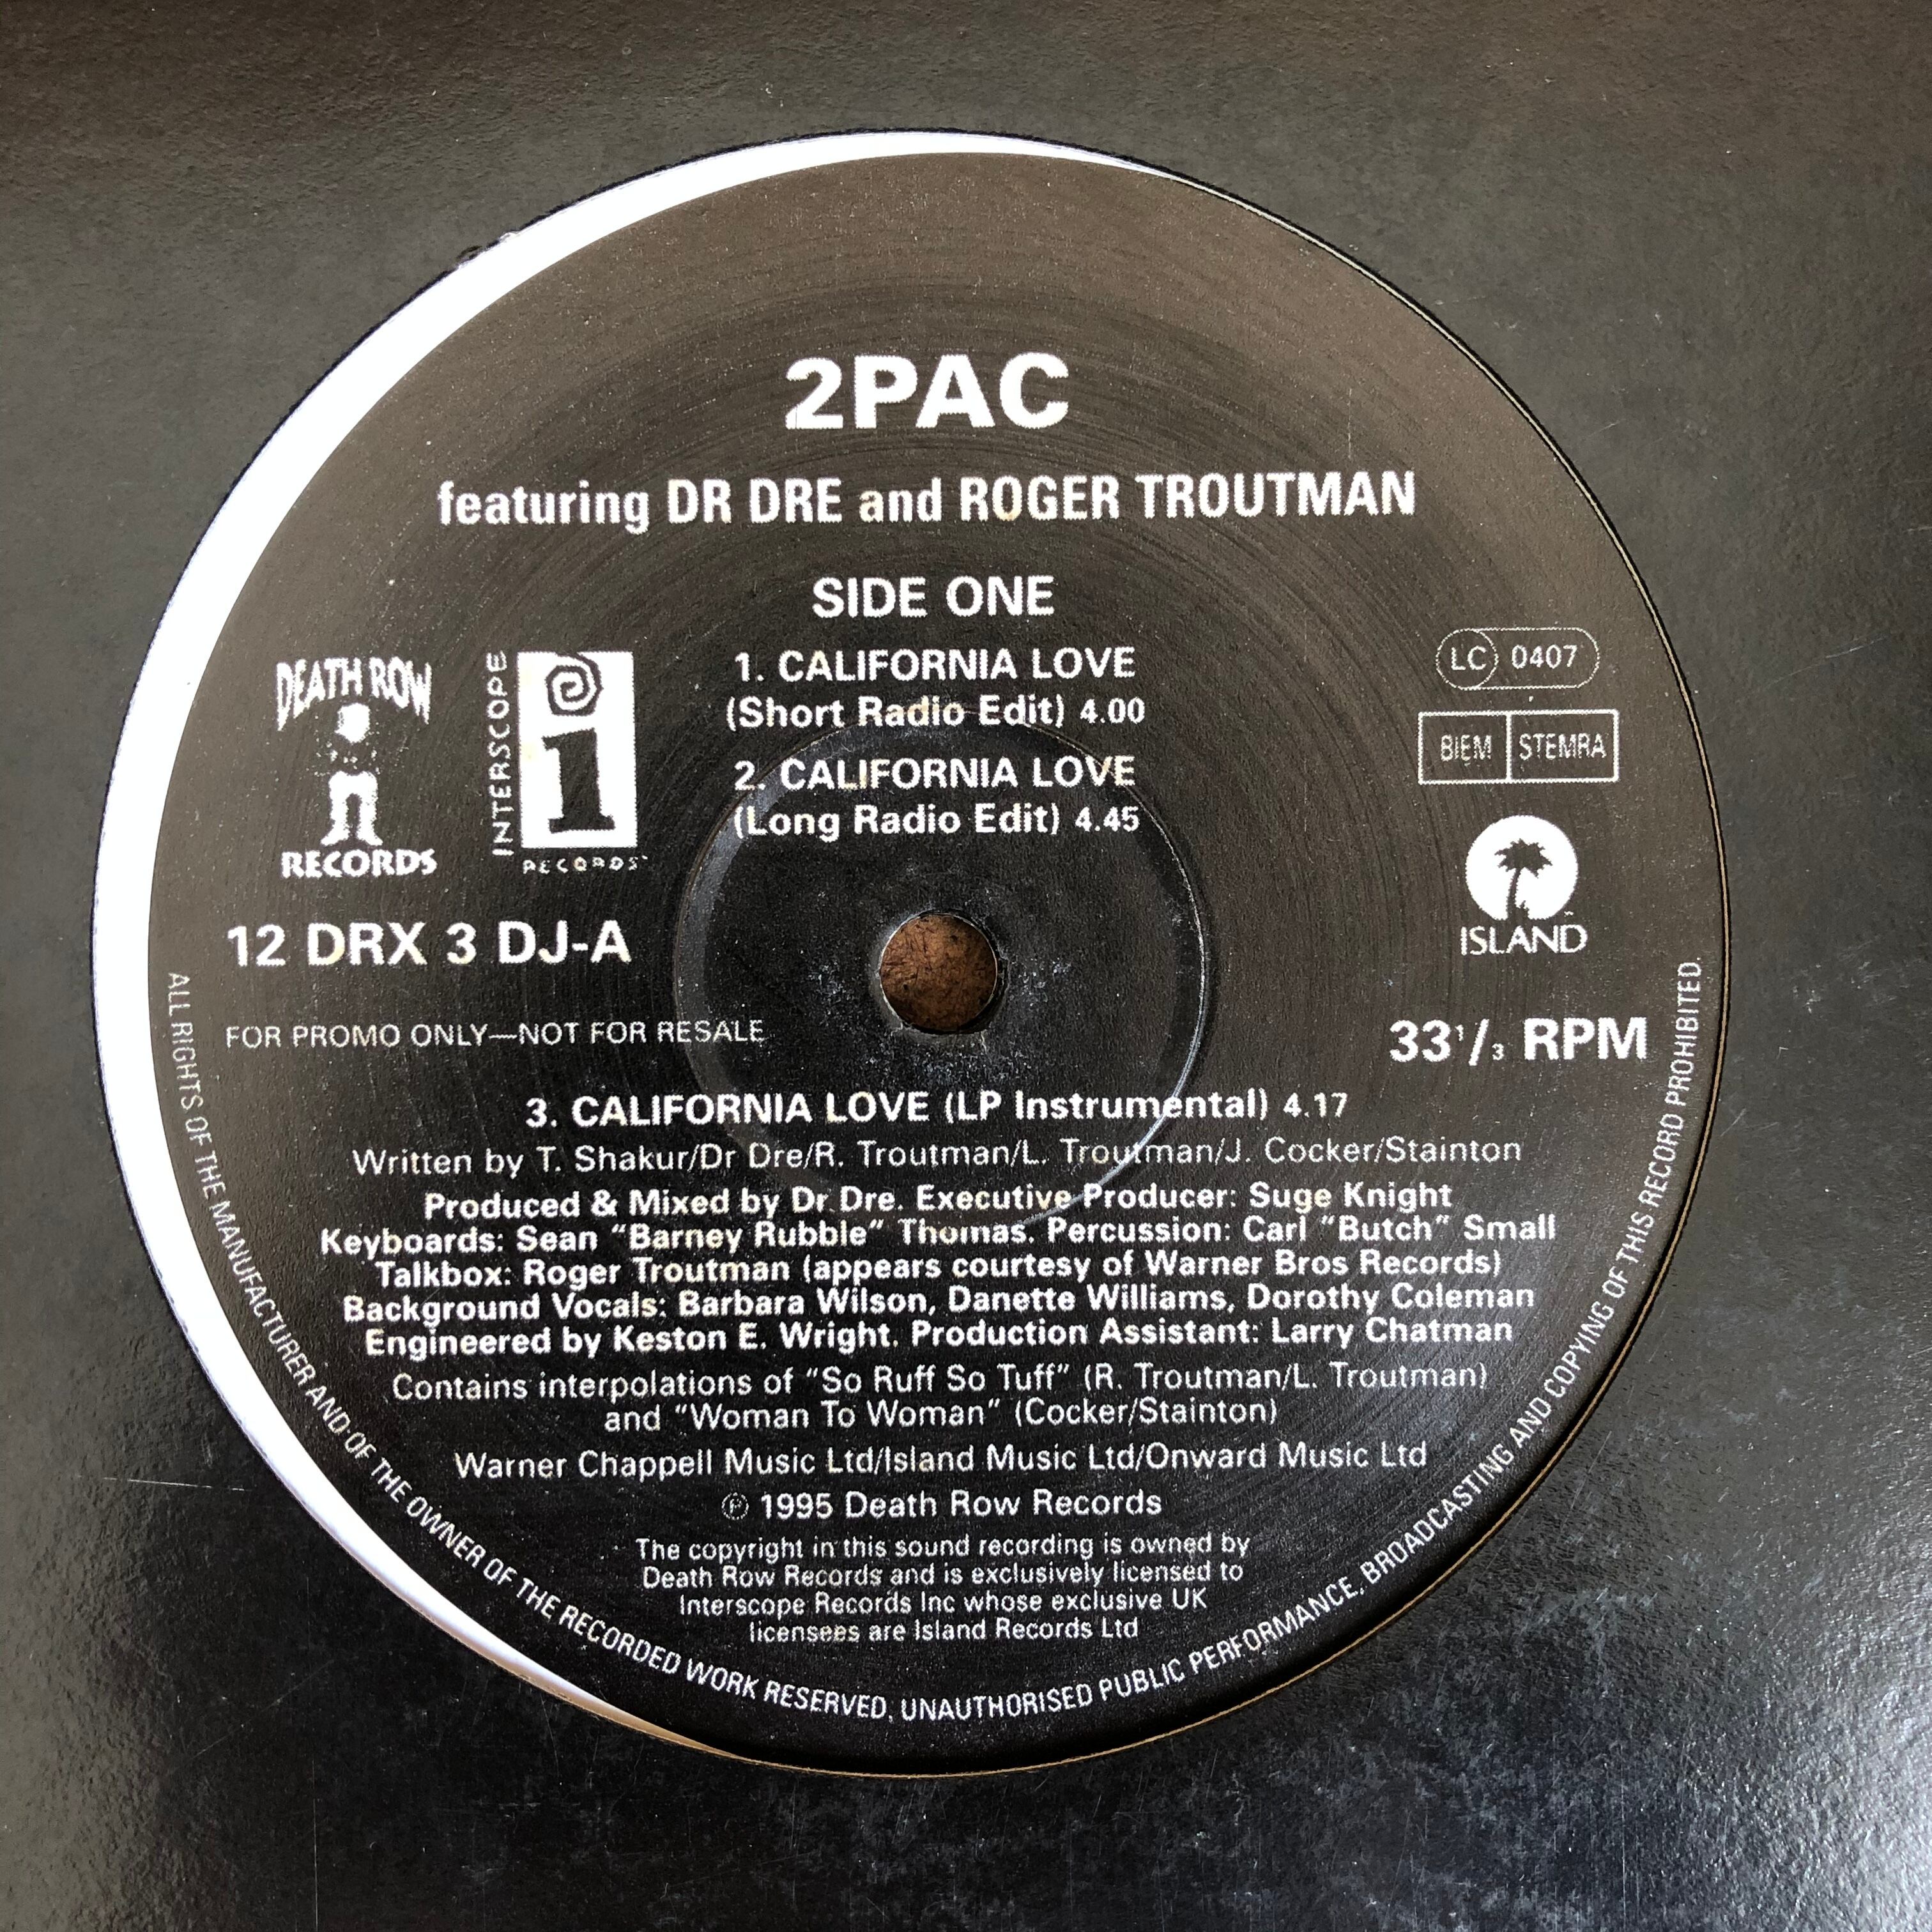 2PAC
featuring DR DRE and ROGER TROUTMAN
SIDE ONE
DEATH ROW
RECORDS
INTERSCOPE
i
RECORDS™
1. CALIFORNIA LOVE
(Short Radio Edit) 4.00
2. CALIFORNIA LOVE
(Long Radio Edit) 4.45
LC 0407
BIEM STEMRA
ISLAND™
12 DRX 3 DJ-A
FOR PROMO ONLY—NOT FOR RESALE
33 1/3 RPM
3. CALIFORNIA LOVE (LP Instrumental) 4.17
Written by T. Shakur/Dr Dre/R. Troutman/L. Troutman/J. Cocker/Stainton
Produced & Mixed by Dr Dre. Executive Producer: Suge Knight
Keyboards: Sean “Barney Rubble” Thomas. Percussion: Carl “Butch” Small
Talkbox: Roger Troutman (appears courtesy of Warner Bros Records)
Background Vocals: Barbara Wilson, Danette Williams, Dorothy Coleman
Engineered by Keston E. Wright. Production Assistant: Larry Chatman
Contains interpolations of “So Ruff So Tuff” (R. Troutman/L. Troutman)
and “Woman To Woman” (Cocker/Stainton)
Warner Chappell Music Ltd/Island Music Ltd/Onward Music Ltd
℗ 1995 Death Row Records
The copyright in this sound recording is owned by
Death Row Records and is exclusively licensed to
Interscope Records Inc whose exclusive UK
licensees are Island Records Ltd
ALL RIGHTS OF THE MANUFACTURER AND OF THE OWNER OF THE RECORDED WORK RESERVED, UNAUTHORISED PUBLIC PERFORMANCE, BROADCASTING AND COPYING OF THIS RECORD PROHIBITED.